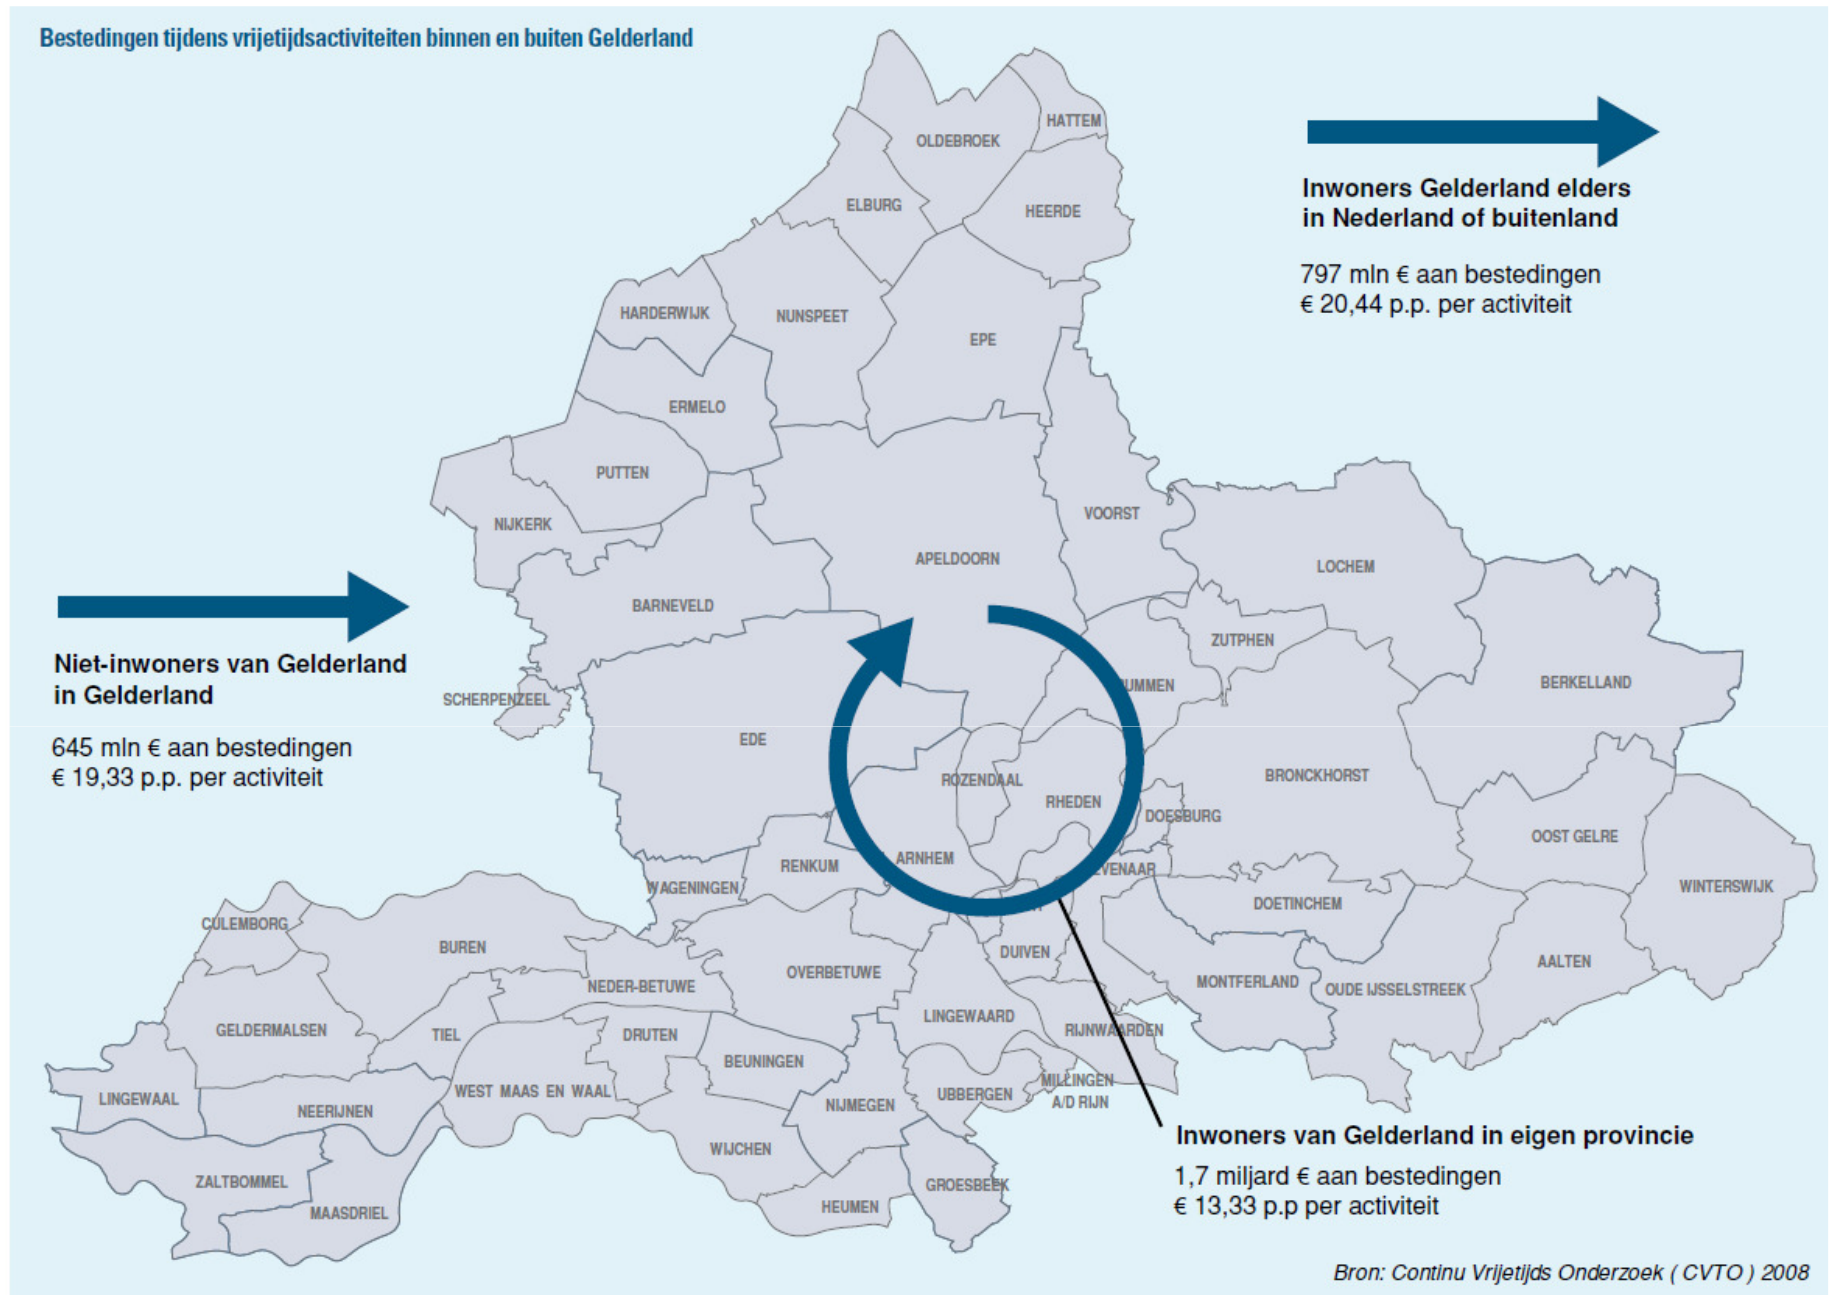 Bestedingen tijdens vrijetijdsactiviteiten binnen en buiten Gelderland
HATTEM
OLDEBROEK
ELBURG
HEERDE
Inwoners Gelderland elders
in Nederland of buitenland
797 mln € aan bestedingen
€ 20,44 p.p. per activiteit
HARDERWIJK
NUNSPEET
EPE
ERMELO
PUTTEN
NIJKERK
VOORST
APELDOORN
LOCHEM
BARNEVELD
ZUTPHEN
Niet-inwoners van Gelderland
in Gelderland
645 mln € aan bestedingen
€ 19,33 p.p. per activiteit
SCHERPENZEEL
UMMEN
BERKELLAND
EDE
ROZENDAAL
RHEDEN
BRONCKHORST
DOESBURG
OOST GELRE
RENKUM
ARNHEM
EVENAAR
WAGENINGEN
WINTERSWIJK
DOETINCHEM
CULEMBORG
BUREN
DUIVEN
AALTEN
OVERBETUWE
NEDER-BETUWE
MONTFERLAND
OUDE IJSSELSTREEK
LINGEWAARD
GELDERMALSEN
TIEL
DRUTEN
RIJNWAARDEN
BEUNINGEN
MILLINGEN
A/D RIJN
LINGEWAAL
WEST MAAS EN WAAL
UBBERGEN
NEERIJNEN
NIJMEGEN
WIJCHEN
ZALTBOMMEL
GROESBEEK
MAASDRIEL
HEUMEN
Inwoners van Gelderland in eigen provincie
1,7 miljard € aan bestedingen
€ 13,33 p.p per activiteit
Bron: Continu Vrijetijds Onderzoek ( CVTO ) 2008